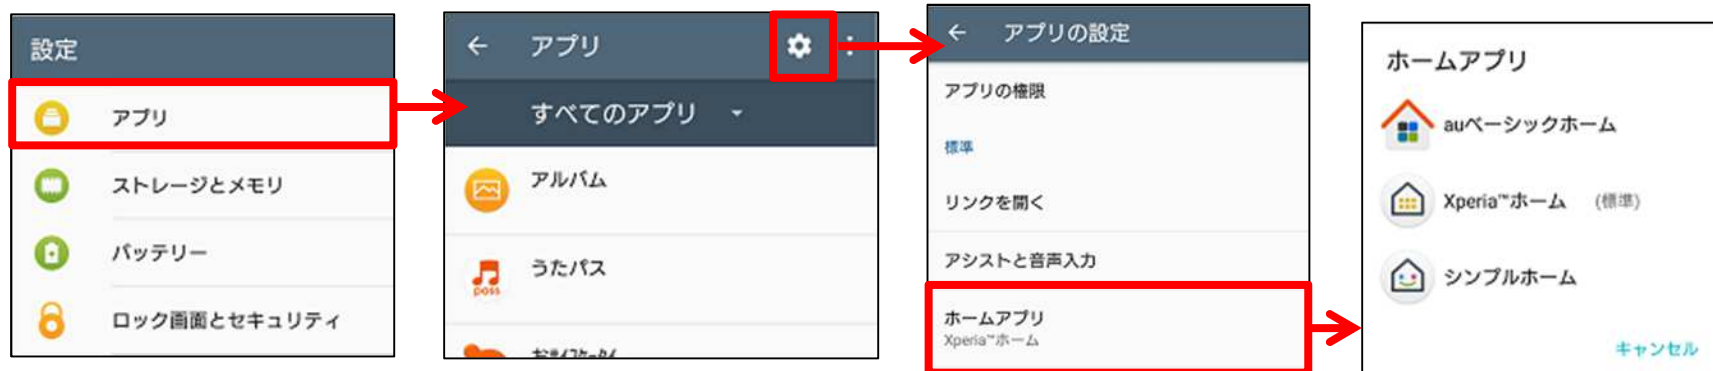 設定
アプリ
ストレージとメモリ
バッテリー
ロック画面とセキュリティ
アプリ
すべてのアプリ
アルバム
うたパス
pass
アプリの設定
アプリの権限
標準
リンクを開く
アシストと音声入力
ホームアプリ
Xperia™ホーム
ホームアプリ
auベーシックホーム
Xperia™ホーム (標準)
シンプルホーム
キャンセル